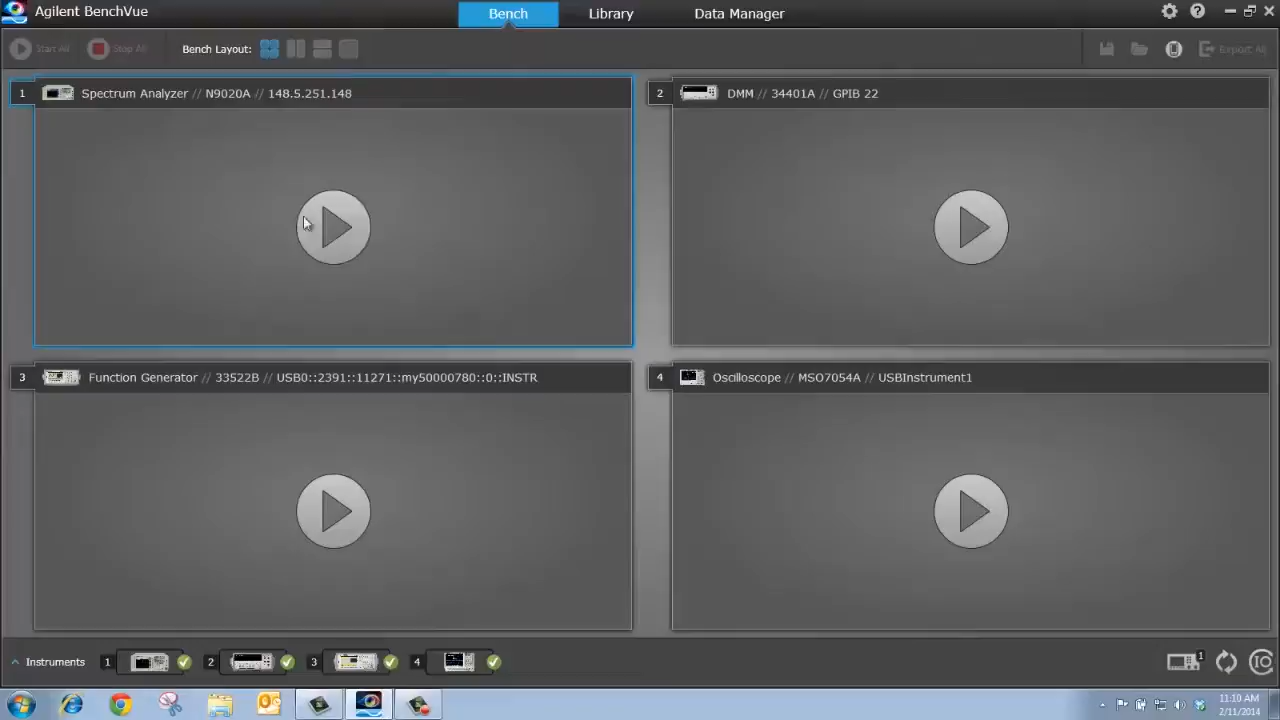 Agilent BenchVue
Bench Library Data Manager
Start All Stop All Bench Layout: Export All
1 Spectrum Analyzer // N9020A // 148.5.251.148
2 DMM // 34401A // GPIB 22
3 Function Generator // 33522B // USB0::2391::11271::my50000780::0::INSTR
4 Oscilloscope // MSO7054A // USBInstrument1
Instruments 1 2 3 4 1 IO
11:10 AM
2/11/2014